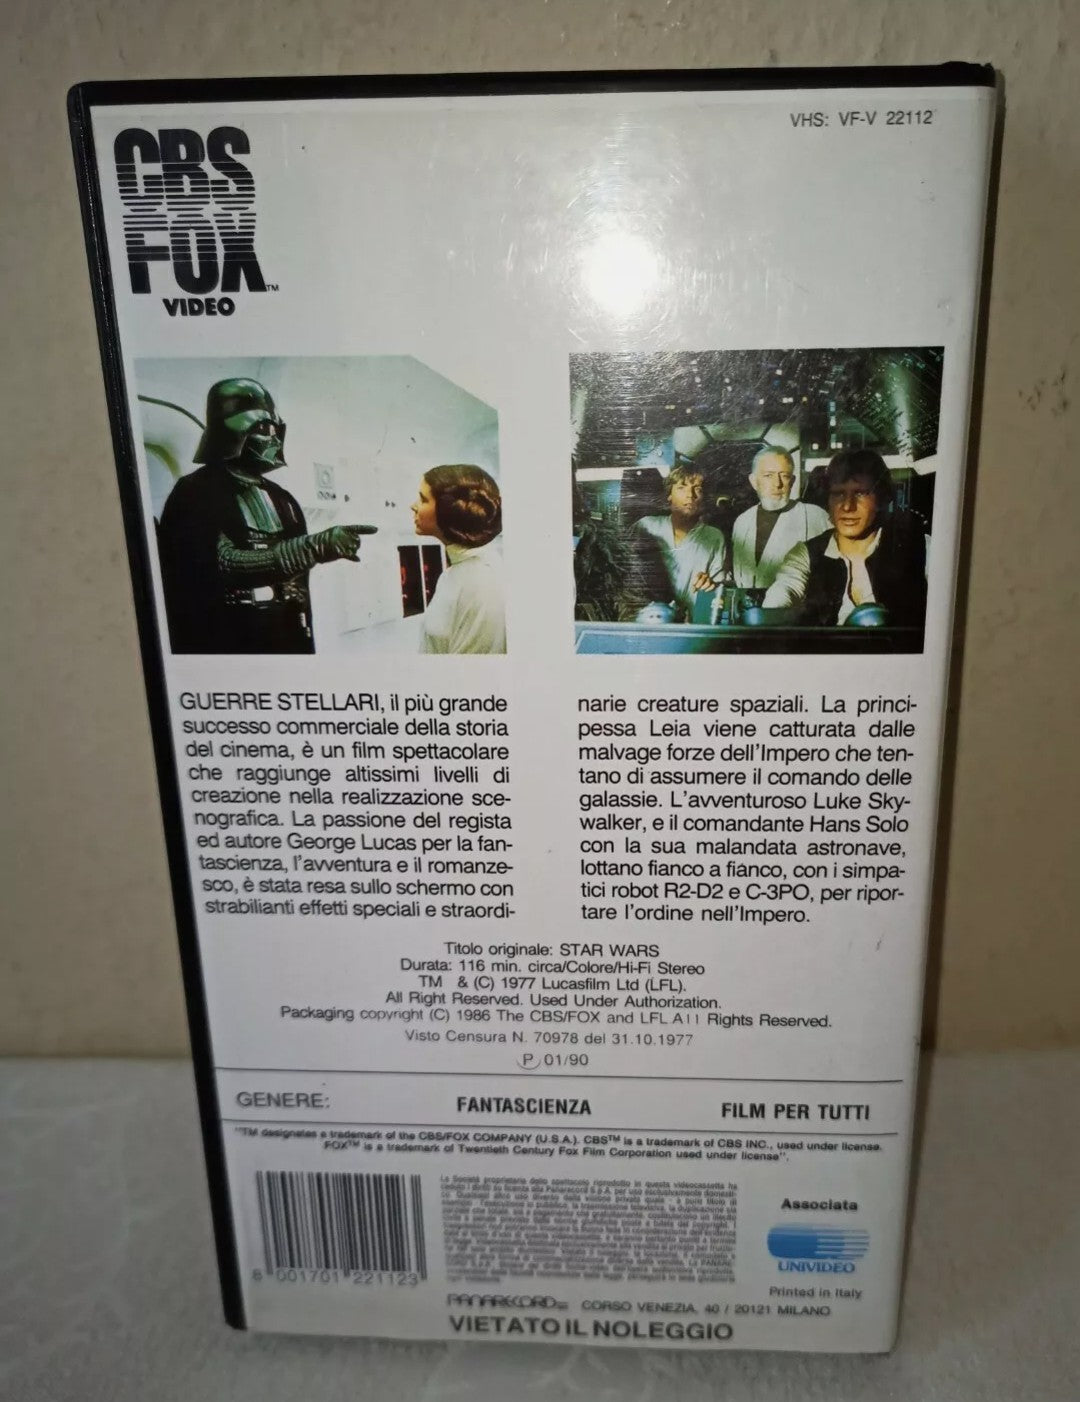 VHS: VF-V 22112
CBS
FOX™
VIDEO
GUERRE STELLARI, il più grande
successo commerciale della storia
del cinema, è un film spettacolare
che raggiunge altissimi livelli di
creazione nella realizzazione sce-
nografica. La passione del regista
ed autore George Lucas per la fan-
tascienza, l'avventura e il romanze-
sco, è stata resa sullo schermo con
strabilianti effetti speciali e straordi-
narie creature spaziali. La princi-
pessa Leia viene catturata dalle
malvage forze dell'Impero che ten-
tano di assumere il comando delle
galassie. L'avventuroso Luke Sky-
walker, e il comandante Hans Solo
con la sua malandata astronave,
lottano fianco a fianco, con i simpa-
tici robot R2-D2 e C-3PO, per ripor-
tare l'ordine nell'Impero.
Titolo originale: STAR WARS
Durata: 116 min. circa/Colore/Hi-Fi Stereo
TM & (C) 1977 Lucasfilm Ltd (LFL).
All Right Reserved. Used Under Authorization.
Packaging copyright (C) 1986 The CBS/FOX and LFL All Rights Reserved.
Visto Censura N. 70978 del 31.10.1977
P 01/90
GENERE:
FANTASCIENZA
FILM PER TUTTI
"TM designates a trademark of the CBS/FOX COMPANY (U.S.A.). CBS™ is a trademark of CBS INC., used under license.
FOX™ is a trademark of Twentieth Century Fox Film Corporation used under license".
8 001701 221123
Associata
UNIVIDEO
Printed in Italy
PANARECORD CORSO VENEZIA, 40 / 20121 MILANO
VIETATO IL NOLEGGIO